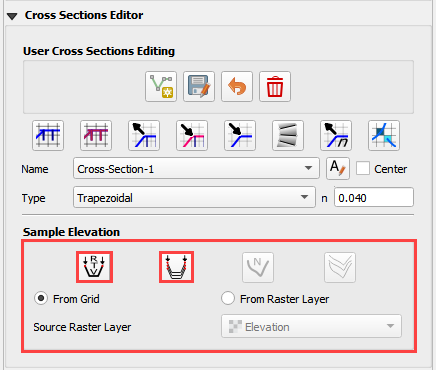 Cross Sections Editor
User Cross Sections Editing
Name Cross-Section-1 A Center
Type Trapezoidal n 0.040
Sample Elevation
R T V N
From Grid From Raster Layer
Source Raster Layer Elevation